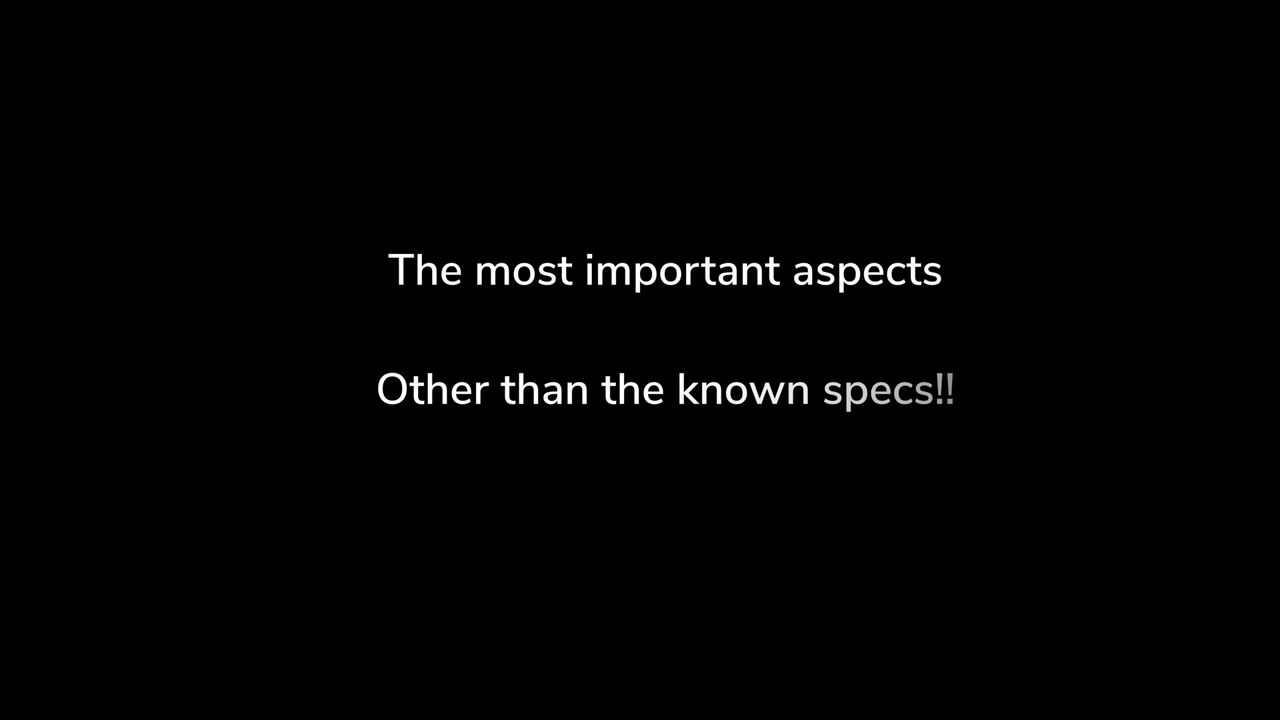 The most important aspects
Other than the known specs!!